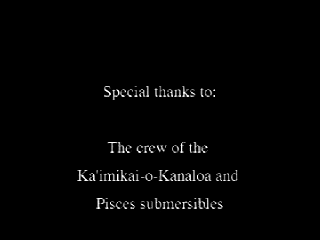 Special thanks to:
The crew of the
Ka'imikai-o-Kanaloa and
Pisces submersibles